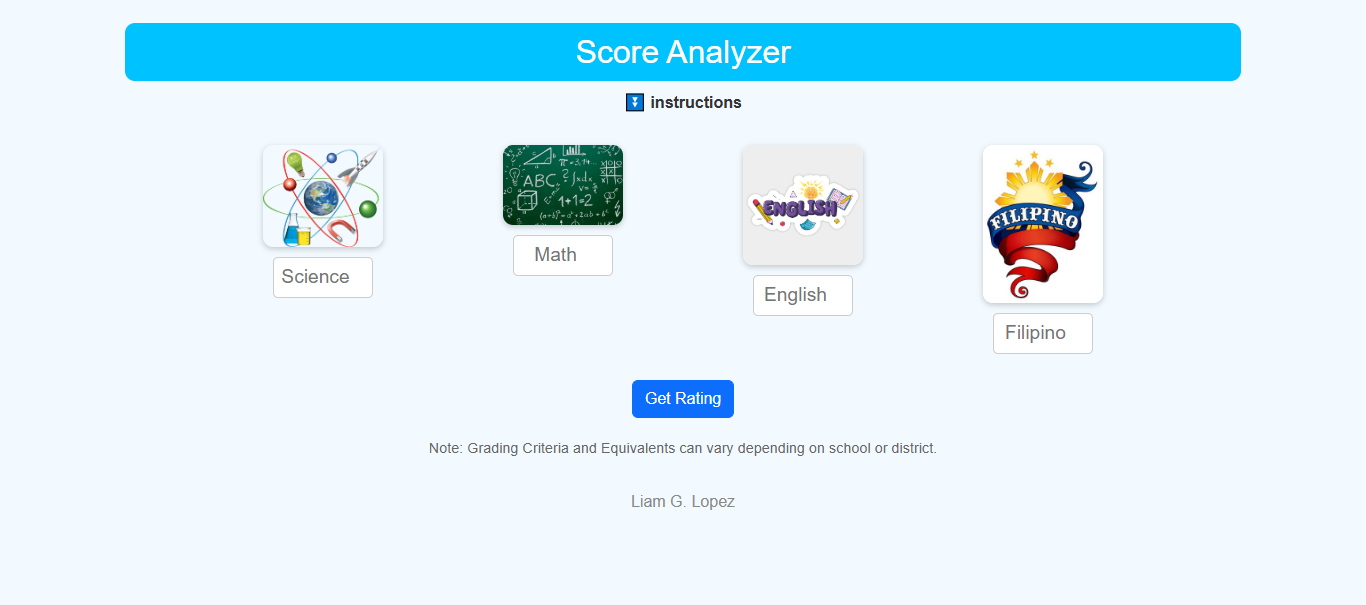 Score Analyzer
⏬ instructions
ABC
1+1=2
ENGLISH
FILIPINO
Science
Math
English
Filipino
Get Rating
Note: Grading Criteria and Equivalents can vary depending on school or district.
Liam G. Lopez